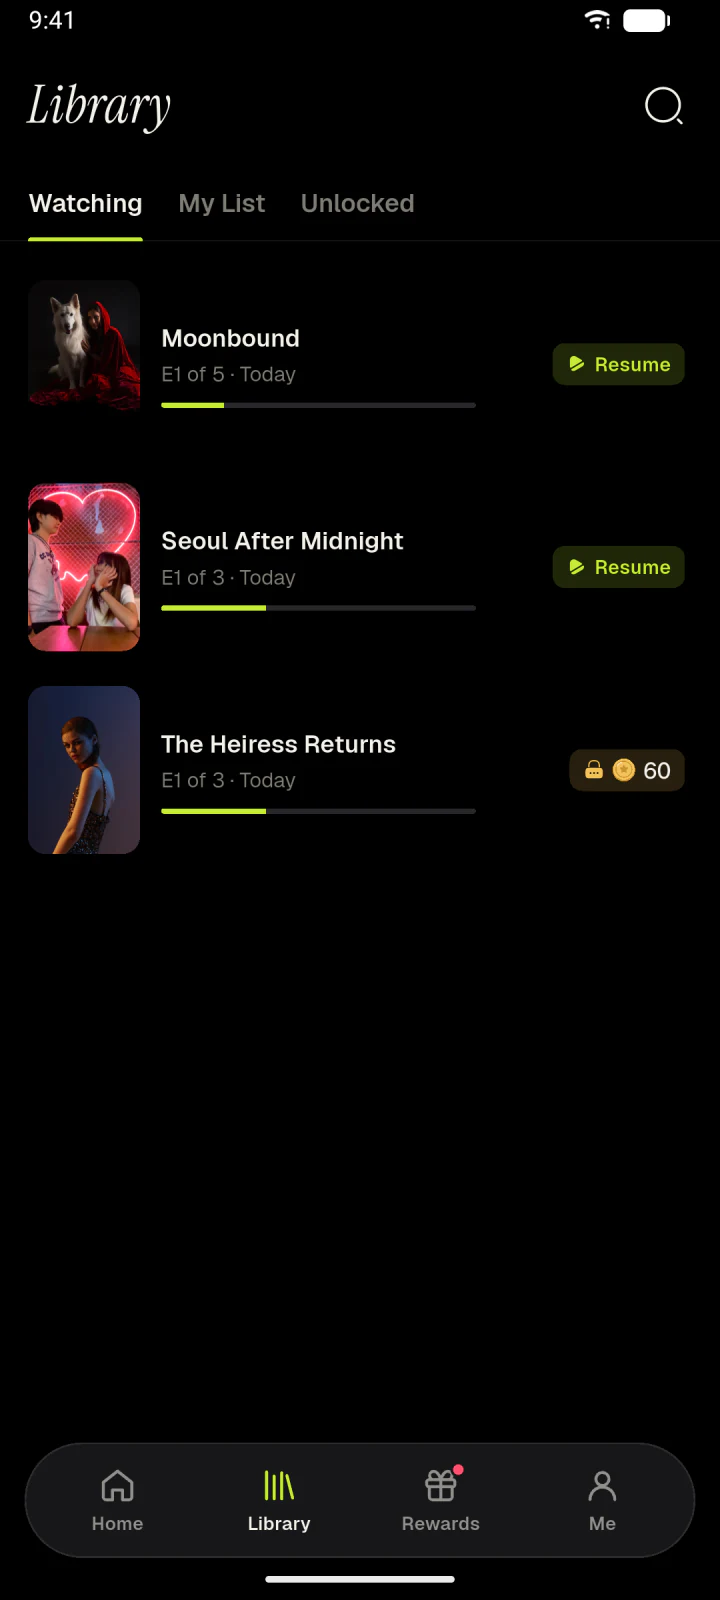 9:41
Library
Watching
My List
Unlocked
Moonbound
E1 of 5 · Today
Resume
Seoul After Midnight
E1 of 3 · Today
Resume
The Heiress Returns
E1 of 3 · Today
60
Home
Library
Rewards
Me